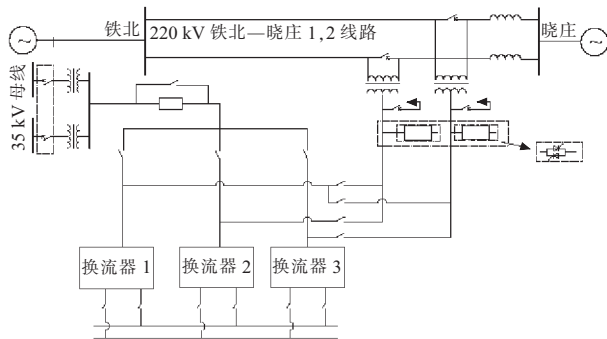 铁北
220 kV 铁北—晓庄 1,2 线路
晓庄
35 kV 母线
换流器 1
换流器 2
换流器 3